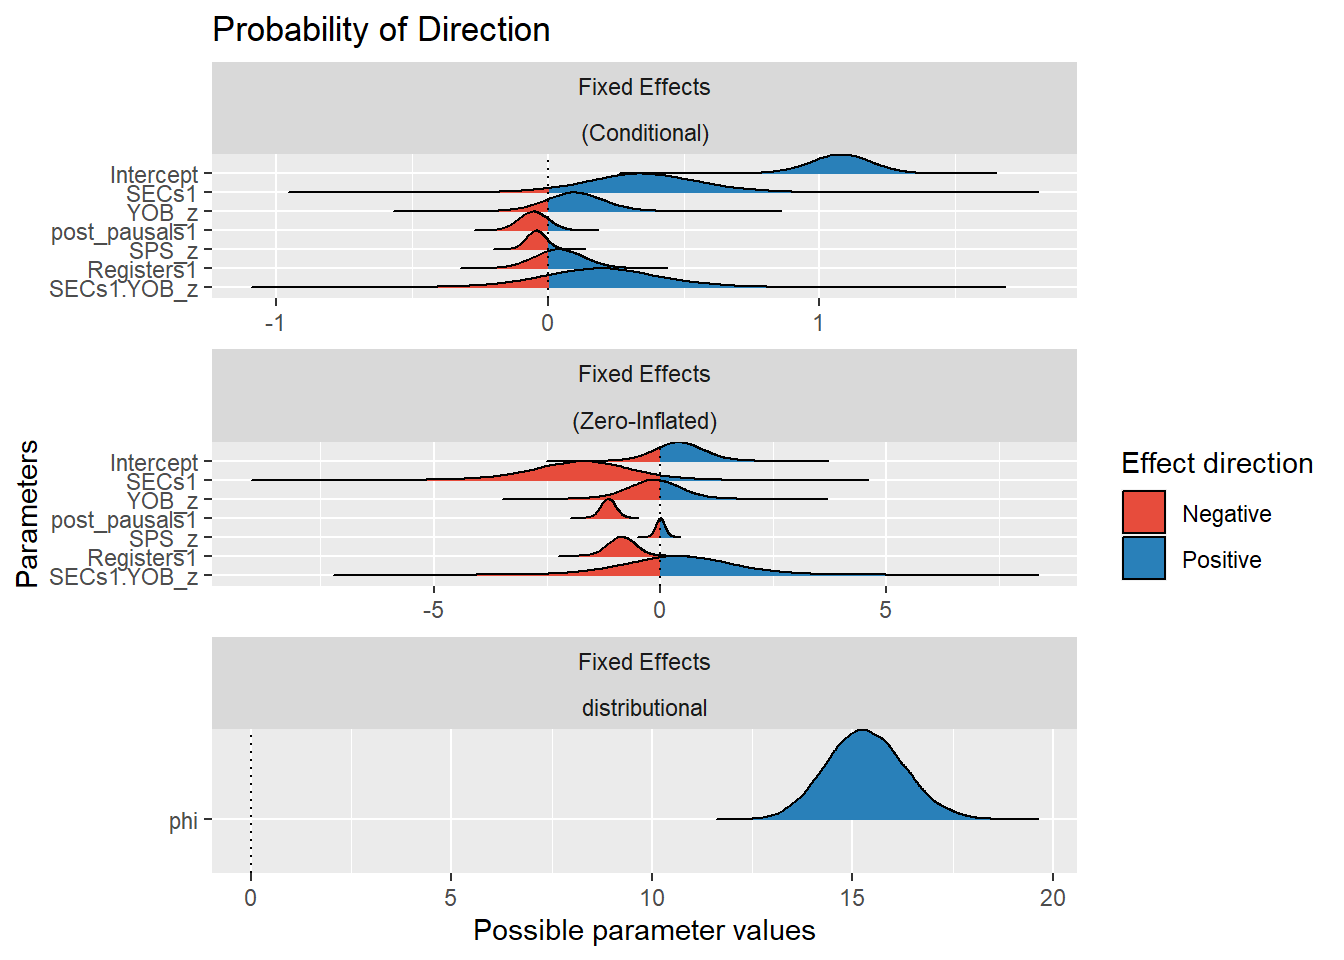 Probability of Direction
Fixed Effects
(Conditional)
Intercept
SECs1
YOB_z
post_pausals1
SPS_z
Registers1
SECs1.YOB_z
-1
0
1
Fixed Effects
(Zero-Inflated)
Intercept
SECs1
YOB_z
post_pausals1
SPS_z
Registers1
SECs1.YOB_z
-5
0
5
Fixed Effects
distributional
phi
0
5
10
15
20
Possible parameter values
Parameters
Effect direction
Negative
Positive